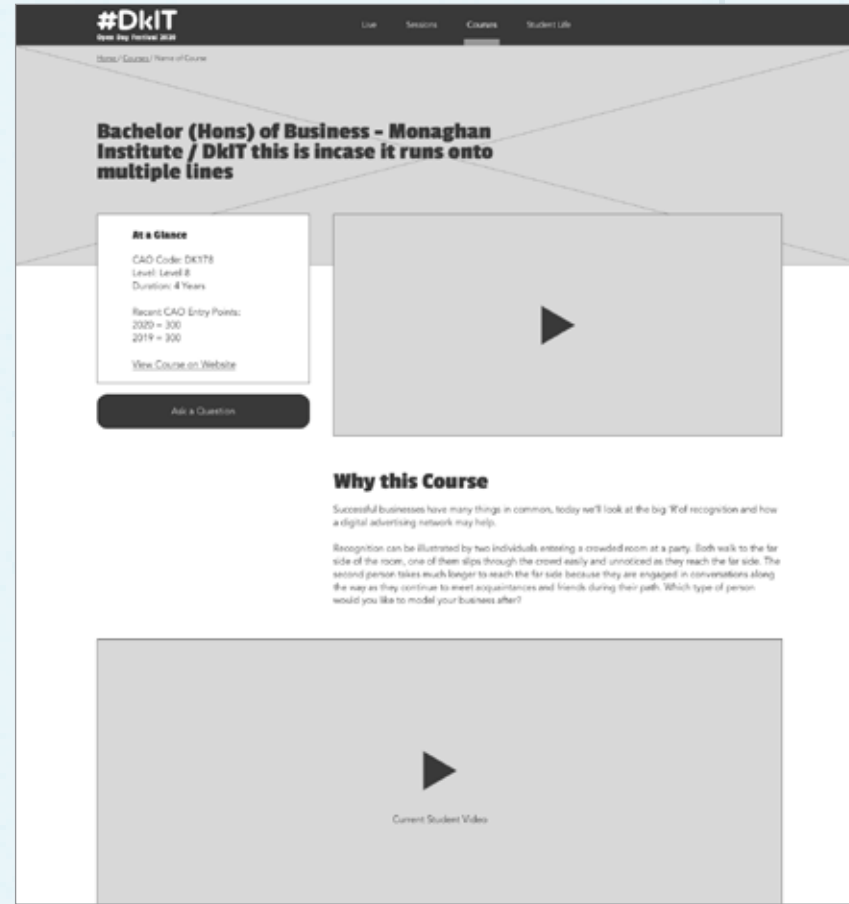 #DkIT
Open Day Festival 2020
Live Sessions Courses Student Life
Home / Courses / Name of Course
Bachelor (Hons) of Business - Monaghan
Institute / DkIT this is incase it runs onto
multiple lines
At a Glance
CAO Code: DK178
Level: Level 8
Duration: 4 Years
Recent CAO Entry Points:
2020 = 300
2019 = 300
View Course on Website
Ask a Question
Why this Course
Successful businesses have many things in common, today we'll look at the big 'R' of recognition and how
a digital advertising network may help.
Recognition can be illustrated by two individuals entering a crowded room at a party. Both walk to the far
side of the room, one of them slips through the crowd easily and unnoticed as they reach the far side. The
second person takes much longer to reach the far side because they are engaged in conversations along
the way as they continue to meet acquaintances and friends during their path. Which type of person
would you like to model your business after?
Current Student Video